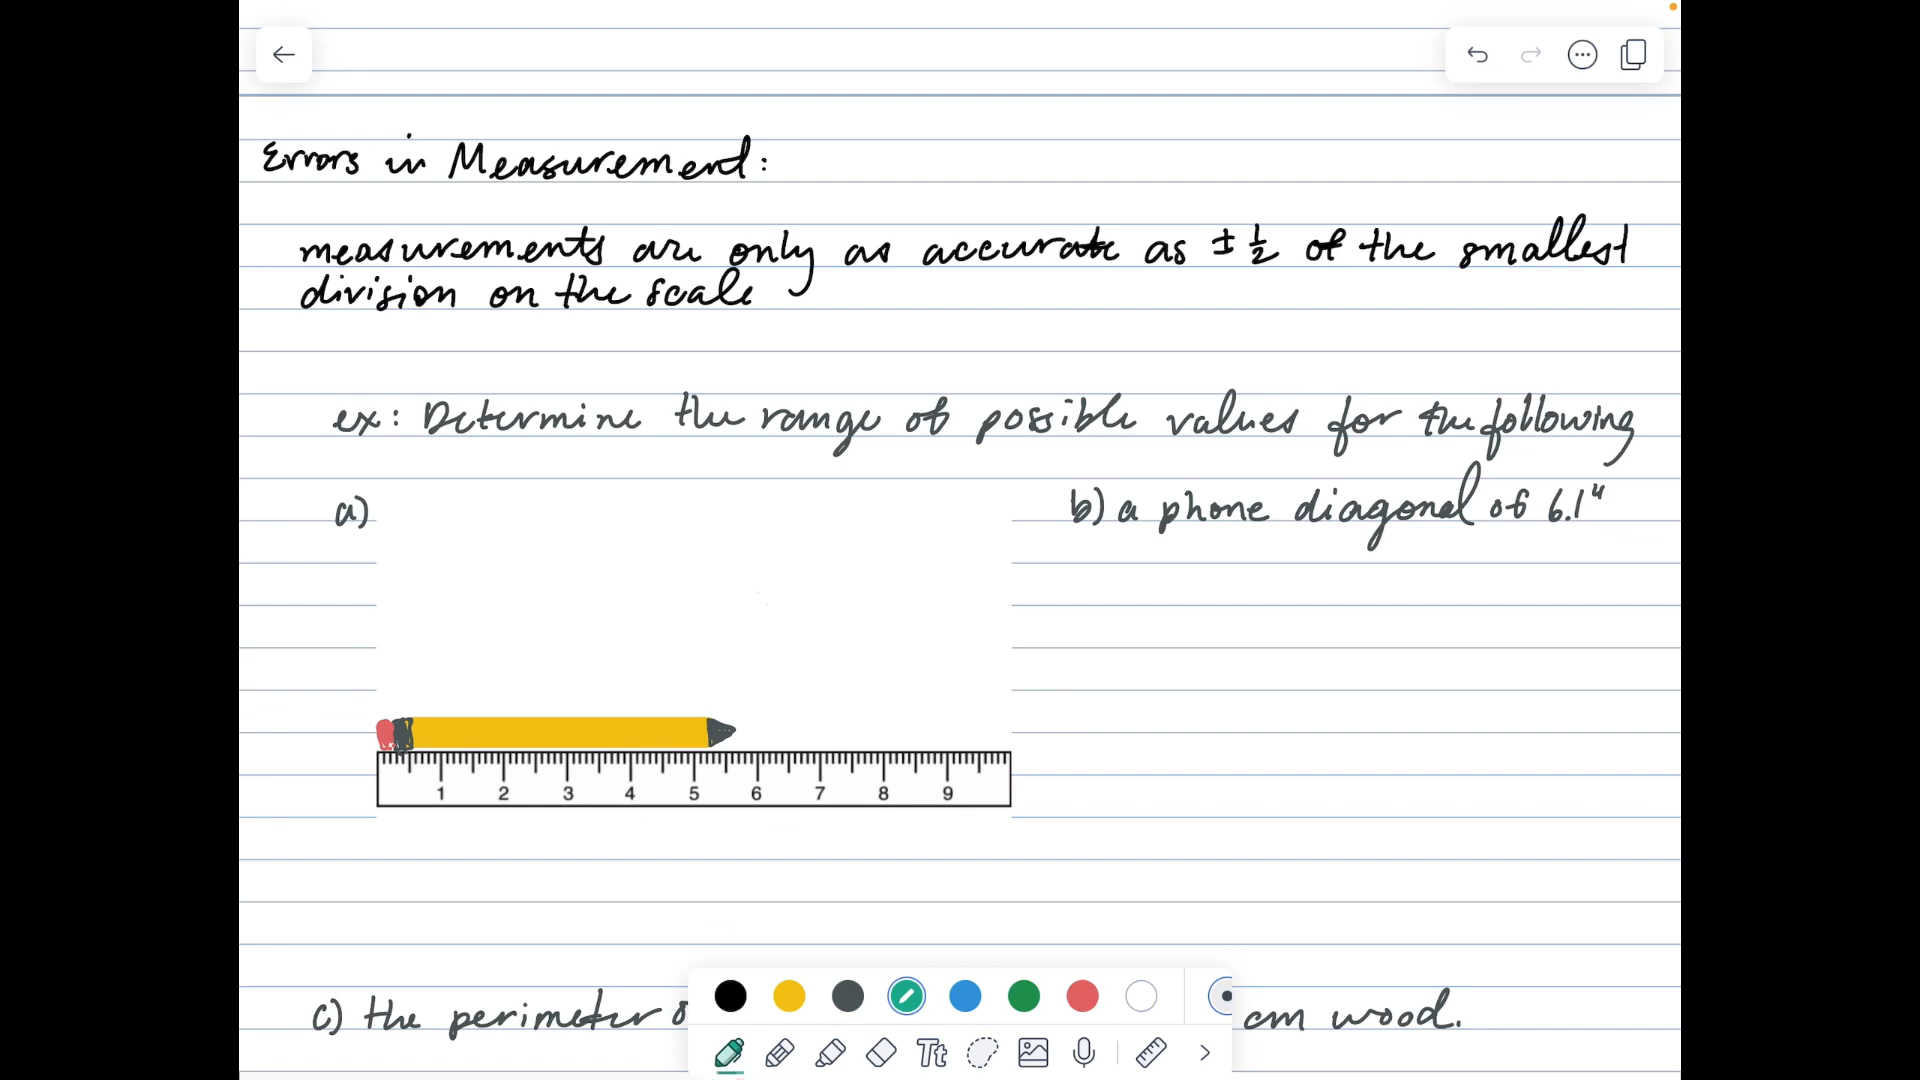 Errors in Measurement:
measurements are only as accurate as ± ½ of the smallest
division on the scale
ex: Determine the range of possible values for the following
a)
b) a phone diagonal of 6.1"
1 2 3 4 5 6 7 8 9
c) the perimeter o
cm wood.
Tt